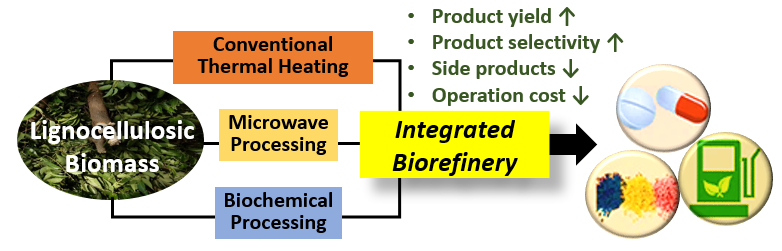 Lignocellulosic
Biomass
Conventional
Thermal Heating
Microwave
Processing
Biochemical
Processing
Integrated
Biorefinery
• Product yield ↑
• Product selectivity ↑
• Side products ↓
• Operation cost ↓